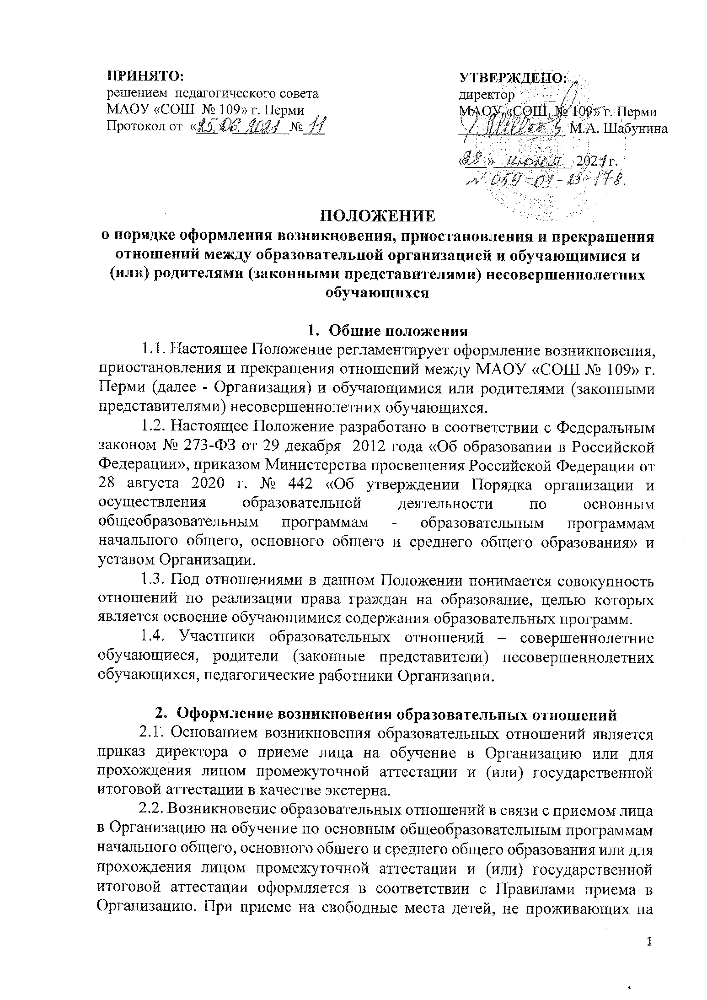 ПРИНЯТО:
решением педагогического совета
МАОУ «СОШ № 109» г. Перми
Протокол от «25.06.2021 № 11
УТВЕРЖДЕНО:
директор
МАОУ «СОШ № 109» г. Перми
М.А. Шабунина
«29» июня 2021 г.
№ 059-01-23-178.
ПОЛОЖЕНИЕ
о порядке оформления возникновения, приостановления и прекращения
отношений между образовательной организацией и обучающимися и
(или) родителями (законными представителями) несовершеннолетних
обучающихся
1. Общие положения
1.1. Настоящее Положение регламентирует оформление возникновения,
приостановления и прекращения отношений между МАОУ «СОШ № 109» г.
Перми (далее - Организация) и обучающимися или родителями (законными
представителями) несовершеннолетних обучающихся.
1.2. Настоящее Положение разработано в соответствии с Федеральным
законом № 273-ФЗ от 29 декабря 2012 года «Об образовании в Российской
Федерации», приказом Министерства просвещения Российской Федерации от
28 августа 2020 г. № 442 «Об утверждении Порядка организации и
осуществления образовательной деятельности по основным
общеобразовательным программам - образовательным программам
начального общего, основного общего и среднего общего образования» и
уставом Организации.
1.3. Под отношениями в данном Положении понимается совокупность
отношений по реализации права граждан на образование, целью которых
является освоение обучающимися содержания образовательных программ.
1.4. Участники образовательных отношений – совершеннолетние
обучающиеся, родители (законные представители) несовершеннолетних
обучающихся, педагогические работники Организации.
2. Оформление возникновения образовательных отношений
2.1. Основанием возникновения образовательных отношений является
приказ директора о приеме лица на обучение в Организацию или для
прохождения лицом промежуточной аттестации и (или) государственной
итоговой аттестации в качестве экстерна.
2.2. Возникновение образовательных отношений в связи с приемом лица
в Организацию на обучение по основным общеобразовательным программам
начального общего, основного общего и среднего общего образования или для
прохождения лицом промежуточной аттестации и (или) государственной
итоговой аттестации оформляется в соответствии с Правилами приема в
Организацию. При приеме на свободные места детей, не проживающих на
1